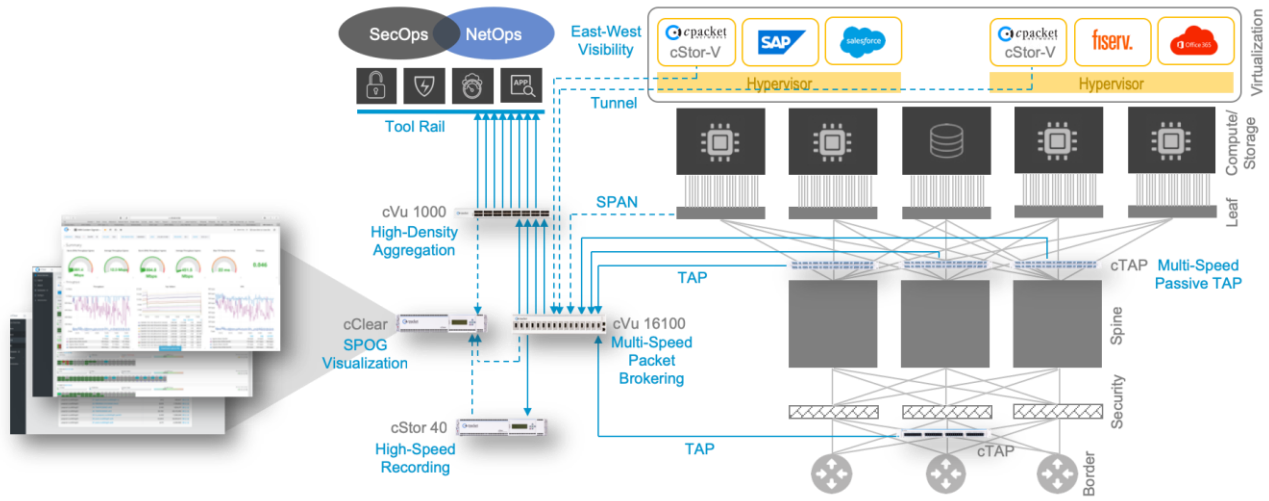 SecOps
NetOps
East-West
Visibility
cpacket
cStor-V
SAP
salesforce
cpacket
cStor-V
fiserv.
Office 365
Hypervisor
Hypervisor
Virtualization
APP
Tunnel
Tool Rail
Compute/
Storage
SPAN
Leaf
cVu 1000
High-Density
Aggregation
TAP
cTAP
Multi-Speed
Passive TAP
cClear
SPOG
Visualization
cVu 16100
Multi-Speed
Packet
Brokering
Spine
Security
cStor 40
High-Speed
Recording
TAP
cTAP
Border